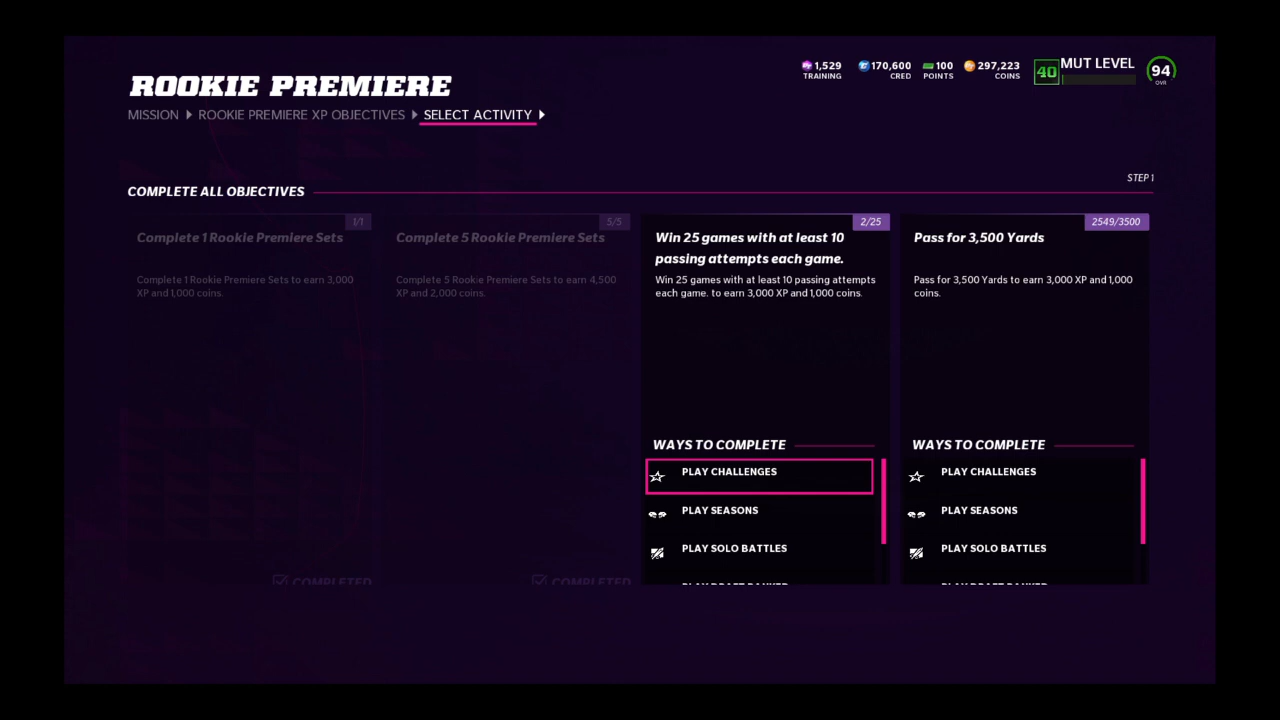 ROOKIE PREMIERE
1,529
TRAINING
170,600
CRED
100
POINTS
297,223
COINS
40
MUT LEVEL
94
OVR
MISSION ROOKIE PREMIERE XP OBJECTIVES SELECT ACTIVITY
STEP 1
COMPLETE ALL OBJECTIVES
1/1
Complete 1 Rookie Premiere Sets
Complete 1 Rookie Premiere Sets to earn 3,000
XP and 1,000 coins.
COMPLETED
5/5
Complete 5 Rookie Premiere Sets
Complete 5 Rookie Premiere Sets to earn 4,500
XP and 2,000 coins.
COMPLETED
2/25
Win 25 games with at least 10
passing attempts each game.
Win 25 games with at least 10 passing attempts
each game. to earn 3,000 XP and 1,000 coins.
WAYS TO COMPLETE
PLAY CHALLENGES
PLAY SEASONS
PLAY SOLO BATTLES
PLAY DRAFT RANKED
2549/3500
Pass for 3,500 Yards
Pass for 3,500 Yards to earn 3,000 XP and 1,000
coins.
WAYS TO COMPLETE
PLAY CHALLENGES
PLAY SEASONS
PLAY SOLO BATTLES
PLAY DRAFT RANKED